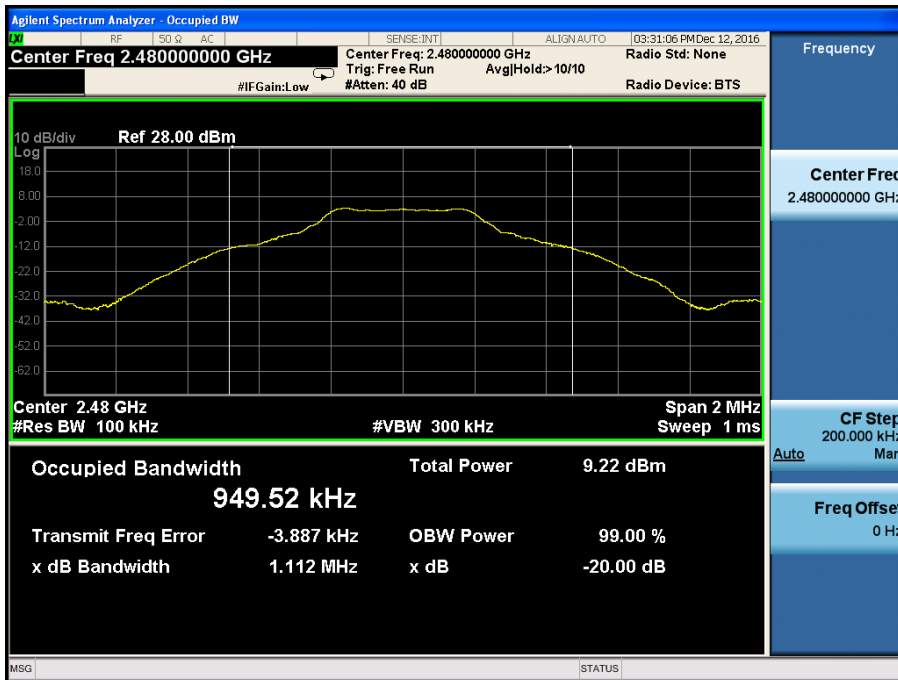 Agilent Spectrum Analyzer - Occupied BW
LXI RF 50 Ω AC SENSE:INT ALIGN AUTO 03:31:06 PM Dec 12, 2016
Center Freq 2.480000000 GHz
Center Freq: 2.480000000 GHz
Radio Std: None
Trig: Free Run Avg|Hold:> 10/10
#IFGain:Low
#Atten: 40 dB
Radio Device: BTS
10 dB/div Ref 28.00 dBm
Log
18.0
8.00
-2.00
-12.0
-22.0
-32.0
-42.0
-52.0
-62.0
Center 2.48 GHz Span 2 MHz
#Res BW 100 kHz #VBW 300 kHz Sweep 1 ms
Occupied Bandwidth Total Power 9.22 dBm
949.52 kHz
Transmit Freq Error -3.887 kHz OBW Power 99.00 %
x dB Bandwidth 1.112 MHz x dB -20.00 dB
Frequency
Center Freq
2.480000000 GHz
CF Step
200.000 kHz
Auto Man
Freq Offset
0 Hz
MSG STATUS